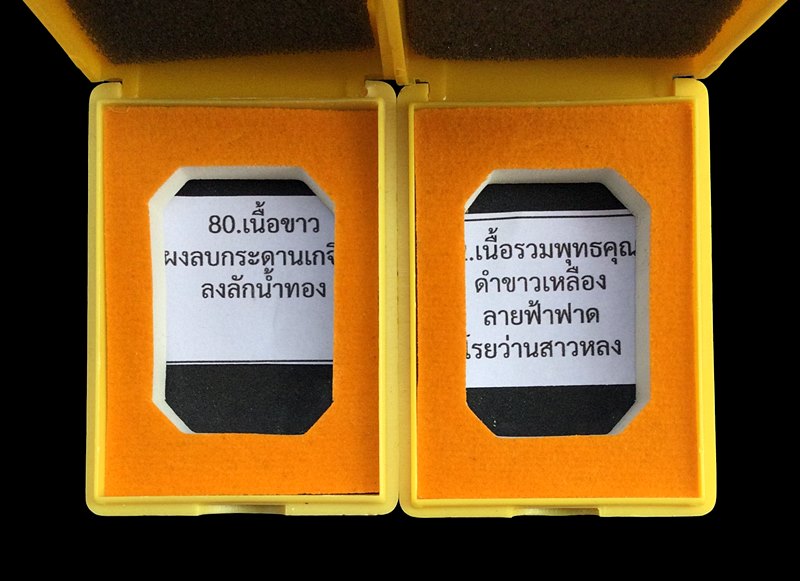 80.เนื้อขาว
ผงลบกระดานเกจิ
ลงลักน้ำทอง
.เนื้อรวมพุทธคุณ
ดำขาวเหลือง
ลายฟ้าฟาด
โรยว่านสาวหลง